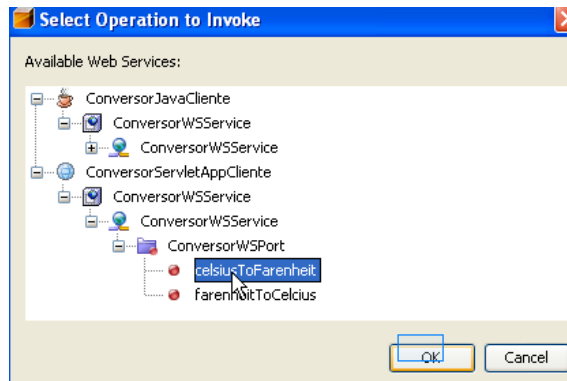 Select Operation to Invoke
Available Web Services:
ConversorJavaCliente
ConversorWSService
ConversorWSService
ConversorServletAppCliente
ConversorWSService
ConversorWSService
ConversorWSPort
celsiusToFarenheit
farenheitToCelcius
OK Cancel